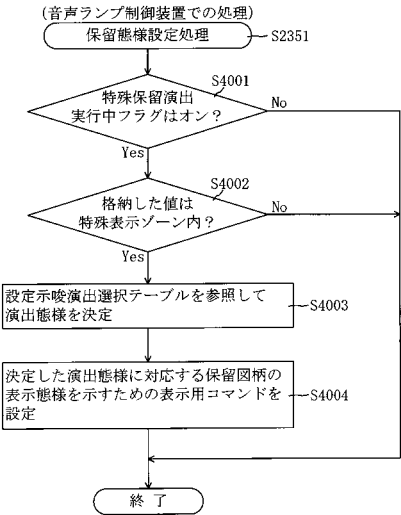 (音声ランプ制御装置での処理)
保留態様設定処理
S2351
S4001
特殊保留演出
実行中フラグはオン？
No
Yes
S4002
格納した値は
特殊表示ゾーン内？
No
Yes
設定示唆演出選択テーブルを参照して
演出態様を決定
S4003
決定した演出態様に対応する保留図柄の
表示態様を示すための表示用コマンドを
設定
S4004
終了